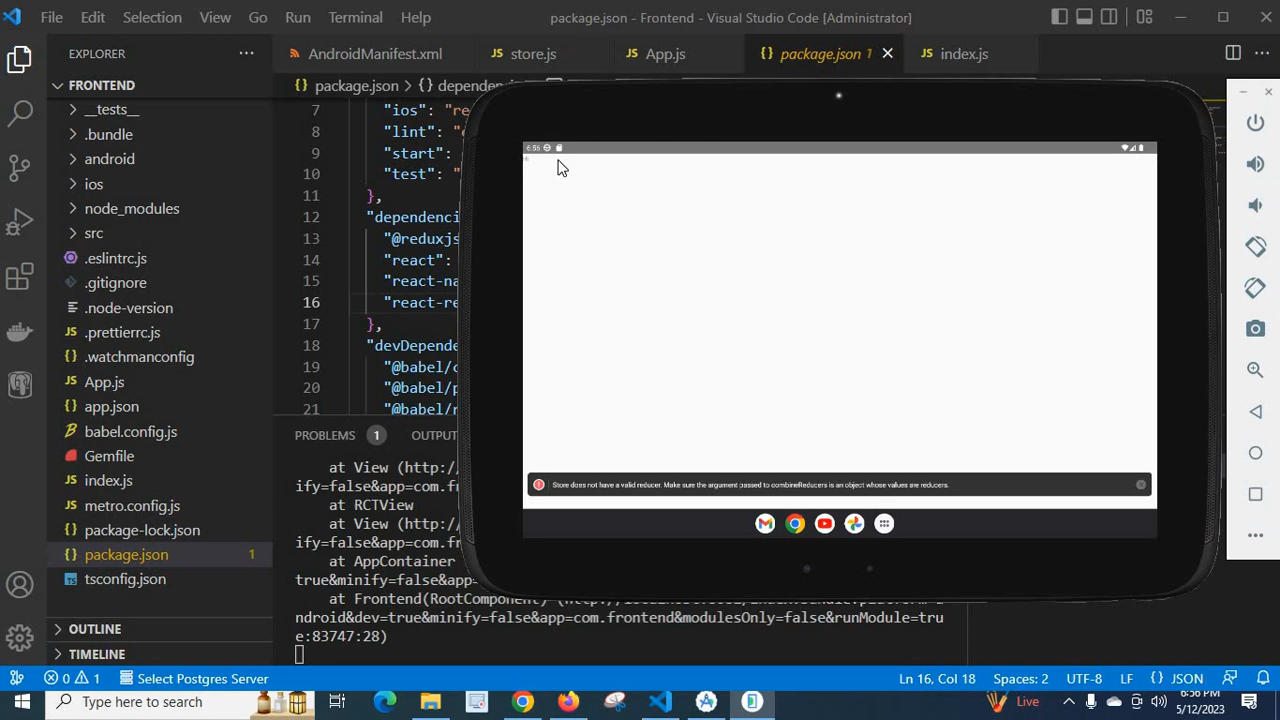 File Edit Selection View Go Run Terminal Help package.json - Frontend - Visual Studio Code [Administrator]
EXPLORER
AndroidManifest.xml store.js App.js package.json 1 index.js
FRONTEND
package.json > {} dependen
__tests__
.bundle
android
ios
node_modules
src
.eslintrc.js
.gitignore
.node-version
.prettierrc.js
.watchmanconfig
App.js
app.json
babel.config.js
Gemfile
index.js
metro.config.js
package-lock.json
package.json 1
tsconfig.json
OUTLINE
TIMELINE
7 "ios": "re
8 "lint": "e
9 "start":
10 "test": "
11 },
12 "dependenci
13 "@reduxjs
14 "react":
15 "react-na
16 "react-re
17 },
18 "devDepende
19 "@babel/c
20 "@babel/p
21 "@babel/r
PROBLEMS 1 OUTPU
at View (http:/
ify=false&app=com.f
at RCTView
at View (http:/
ify=false&app=com.f
at AppContainer
true&minify=false&app=
at Frontend(RootComponent)
ndroid&dev=true&minify=false&app=com.frontend&modulesOnly=false&runModule=tru
e:83747:28)
6:56
Store does not have a valid reducer. Make sure the argument passed to combineReducers is an object whose values are reducers.
0 1 Select Postgres Server Ln 16, Col 18 Spaces: 2 UTF-8 LF {} JSON
Type here to search Live 6:56 PM
5/12/2023